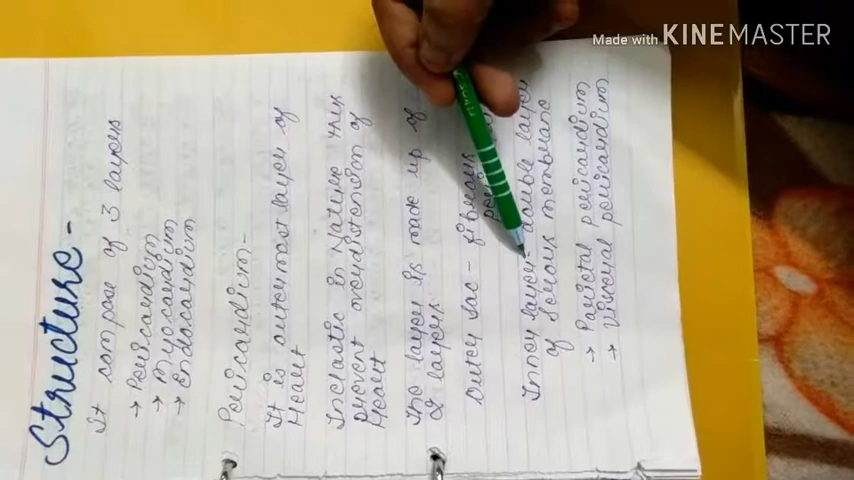 Made with KINEMASTER
Structure-
It compose of 3 layers
→ Pericardium
→ Myocardium
→ Endocardium
Pericardium-
It is outermost layer of
Heart
Inelastic in Nature thus
prevent overdistention of
Heart
The layer is made up of
2 layers
Outer Sac - fibrous
Inner layer- double layer
of serous membrane
→ Parietal pericardium
→ Visceral pericardium